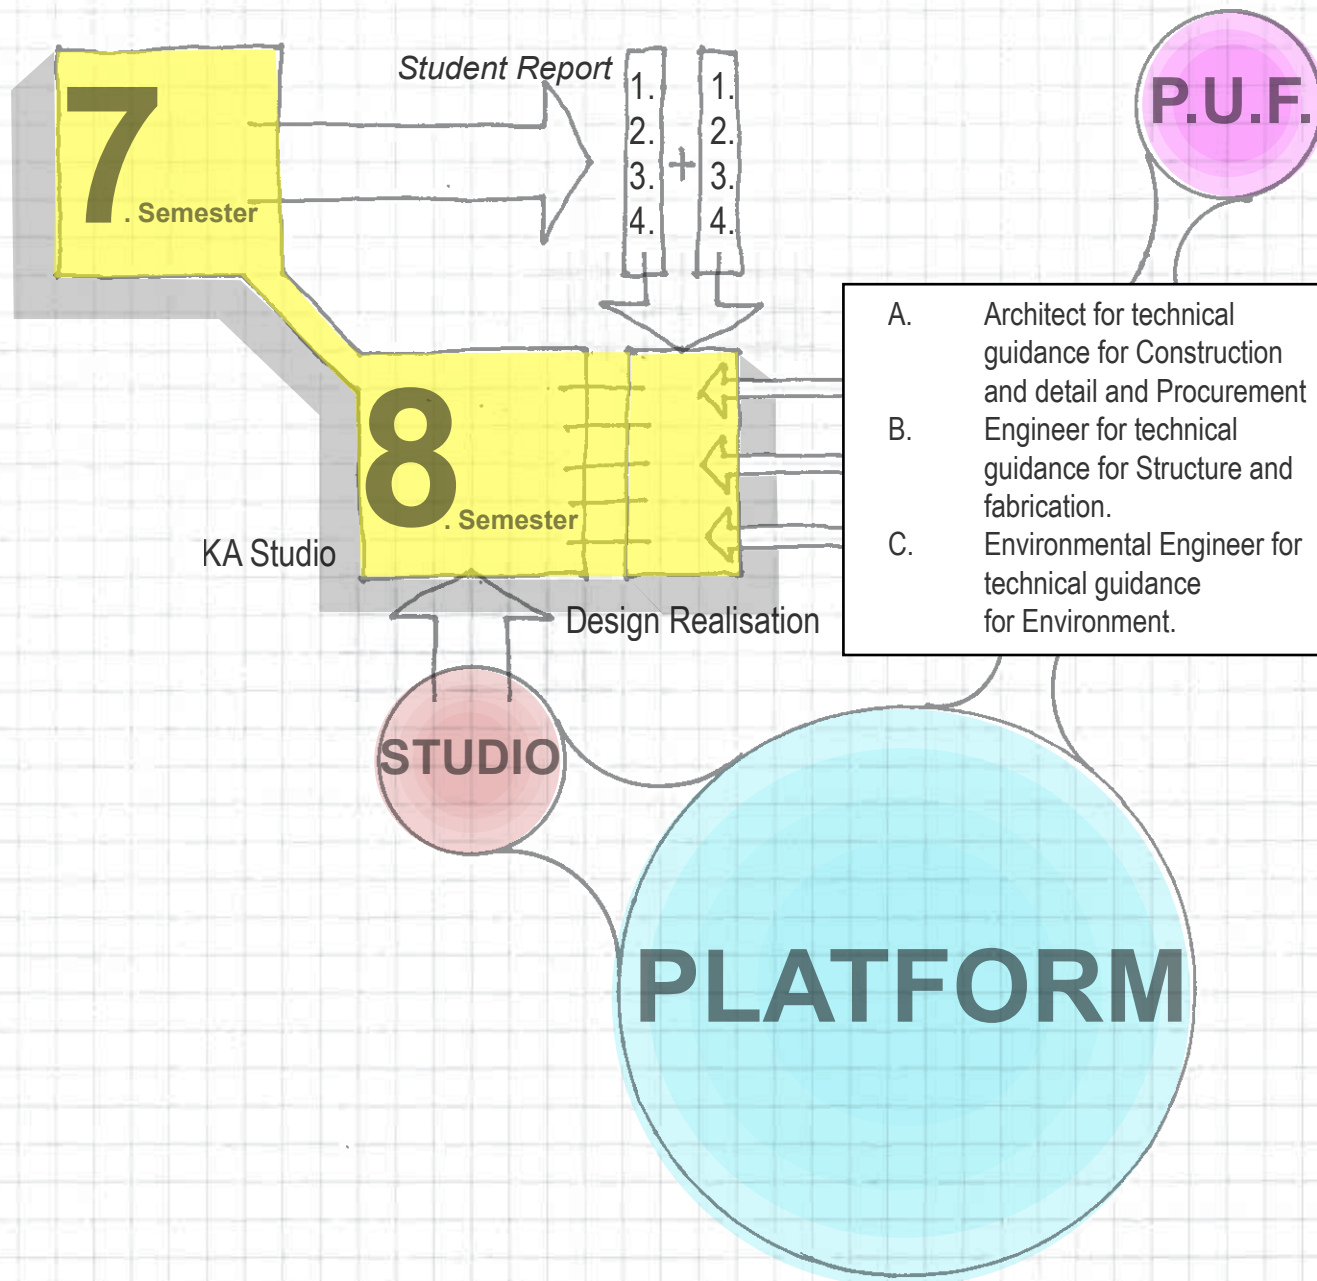 Student Report
1. 1.
2. 2.
3. + 3.
4. 4.
P.U.F.
7. Semester
A. Architect for technical
guidance for Construction
and detail and Procurement
B. Engineer for technical
guidance for Structure and
fabrication.
C. Environmental Engineer for
technical guidance
for Environment.
8. Semester
KA Studio
Design Realisation
STUDIO
PLATFORM